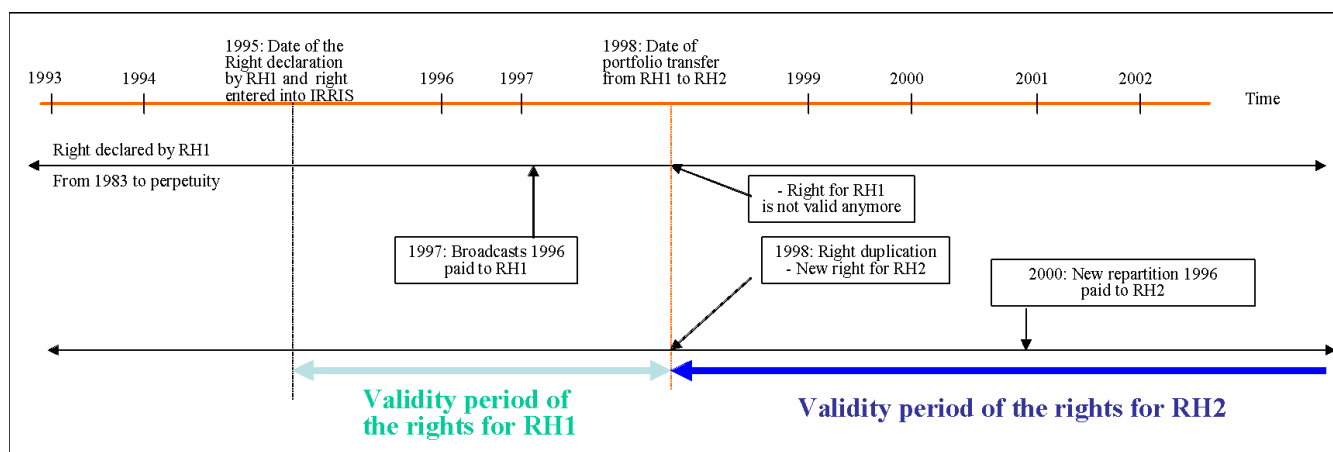 1995: Date of the
Right declaration
by RH1 and right
entered into IRRIS
1998: Date of
portfolio transfer
from RH1 to RH2
1993
1994
1996
1997
1999
2000
2001
2002
Time
Right declared by RH1
From 1983 to perpetuity
- Right for RH1
is not valid anymore
1997: Broadcasts 1996
paid to RH1
1998: Right duplication
- New right for RH2
2000: New repartition 1996
paid to RH2
Validity period of
the rights for RH1
Validity period of the rights for RH2